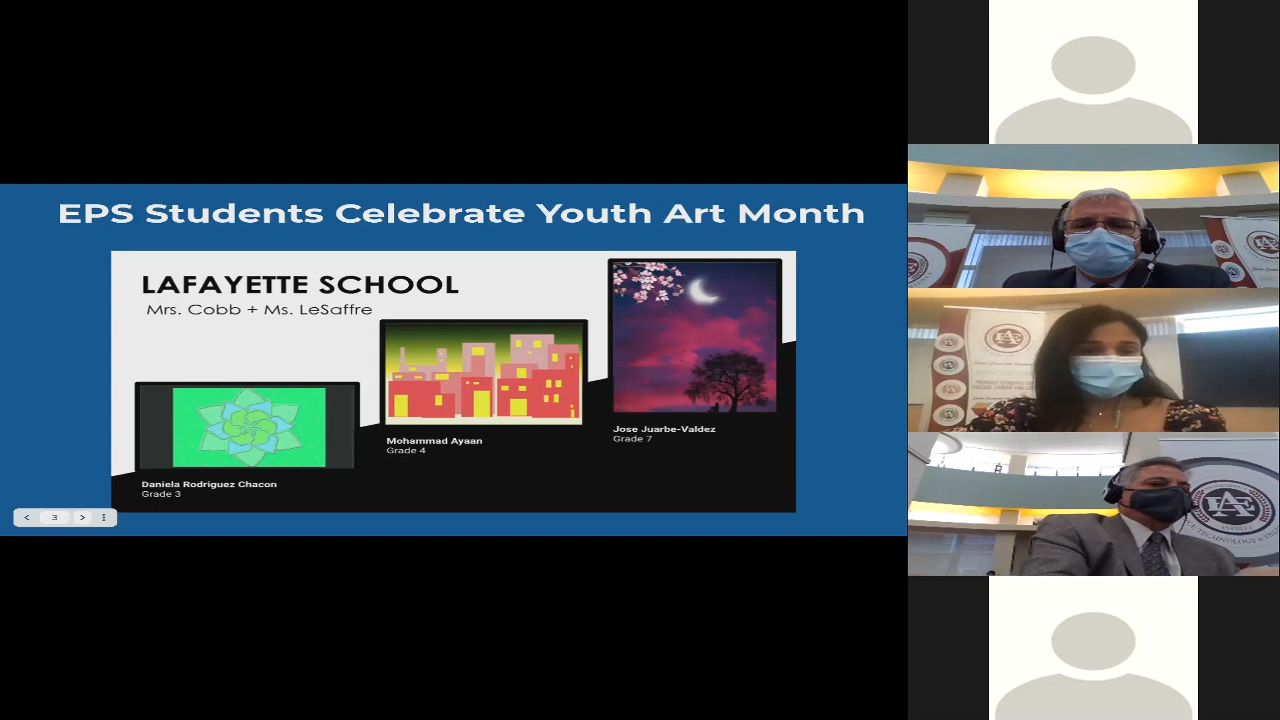 EPS Students Celebrate Youth Art Month
LAFAYETTE SCHOOL
Mrs. Cobb + Ms. LeSaffre
Daniela Rodriguez Chacon
Grade 3
Mohammad Ayaan
Grade 4
Jose Juarbe-Valdez
Grade 7
3